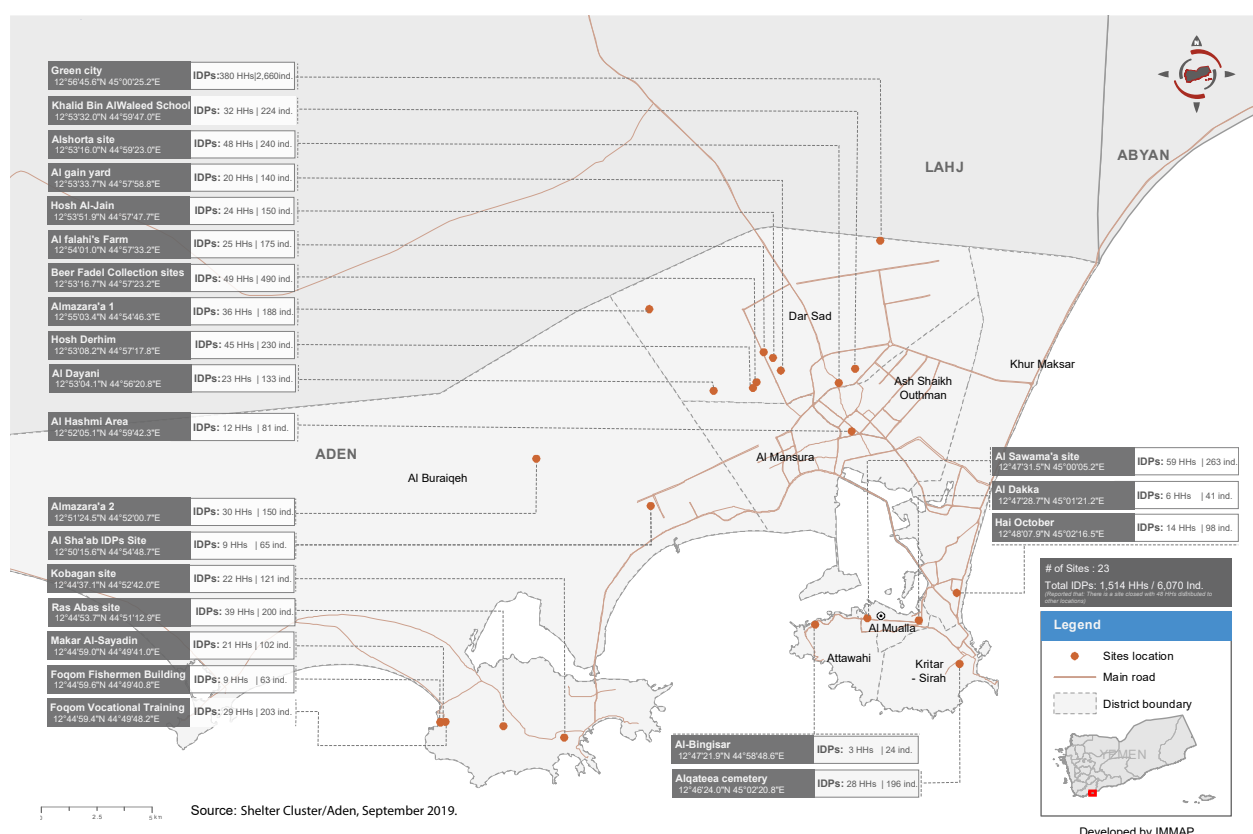 Green city
12°56'45.6"N 45°00'25.2"E
IDPs:380 HHs|2,660ind.
Khalid Bin AlWaleed School
12°53'32.0"N 44°59'47.0"E
IDPs: 32 HHs | 224 ind.
Alshorta site
12°53'16.0"N 44°59'23.0"E
IDPs: 48 HHs | 240 ind.
Al gain yard
12°53'33.7"N 44°57'58.8"E
IDPs: 20 HHs | 140 ind.
Hosh Al-Jain
12°53'51.9"N 44°57'47.7"E
IDPs: 24 HHs | 150 ind.
Al falahi's Farm
12°54'01.0"N 44°57'33.2"E
IDPs: 25 HHs | 175 ind.
Beer Fadel Collection sites
12°53'16.7"N 44°57'23.2"E
IDPs: 49 HHs | 490 ind.
Almazara'a 1
12°55'03.4"N 44°54'46.3"E
IDPs: 36 HHs | 188 ind.
Hosh Derhim
12°53'08.2"N 44°57'17.8"E
IDPs: 45 HHs | 230 ind.
Al Dayani
12°53'04.1"N 44°56'20.8"E
IDPs:23 HHs | 133 ind.
Al Hashmi Area
12°52'05.1"N 44°59'42.3"E
IDPs: 12 HHs | 81 ind.
Almazara'a 2
12°51'24.5"N 44°52'00.7"E
IDPs: 30 HHs | 150 ind.
Al Sha'ab IDPs Site
12°50'15.6"N 44°54'48.7"E
IDPs: 9 HHs | 65 ind.
Kobagan site
12°44'37.1"N 44°52'42.0"E
IDPs: 22 HHs | 121 ind.
Ras Abas site
12°44'53.7"N 44°51'12.9"E
IDPs: 39 HHs | 200 ind.
Makar Al-Sayadin
12°44'59.0"N 44°49'41.0"E
IDPs: 21 HHs | 102 ind.
Foqom Fishermen Building
12°44'59.6"N 44°49'40.8"E
IDPs: 9 HHs | 63 ind.
Foqom Vocational Training
12°44'59.4"N 44°49'48.2"E
IDPs: 29 HHs | 203 ind.
N
LAHJ
ABYAN
Dar Sad
Khur Maksar
Ash Shaikh
Outhman
Al Mansura
ADEN
Al Buraiqeh
Al Mualla
Attawahi
Kritar
- Sirah
Al Sawama'a site
12°47'31.5"N 45°00'05.2"E
IDPs: 59 HHs | 263 ind.
Al Dakka
12°47'28.7"N 45°01'21.2"E
IDPs: 6 HHs | 41 ind.
Hai October
12°48'07.9"N 45°02'16.5"E
IDPs: 14 HHs | 98 ind.
# of Sites : 23
Total IDPs: 1,514 HHs / 6,070 Ind.
(Reported that: There is a site closed with 48 HHs distributed to
other locations)
Legend
Sites location
Main road
District boundary
YEMEN
Al-Bingisar
12°47'21.9"N 44°58'48.6"E
IDPs: 3 HHs | 24 ind.
Alqateea cemetery
12°46'24.0"N 45°02'20.8"E
IDPs: 28 HHs | 196 ind.
2.5 5 km
Source: Shelter Cluster/Aden, September 2019.
Developed by IMMAP